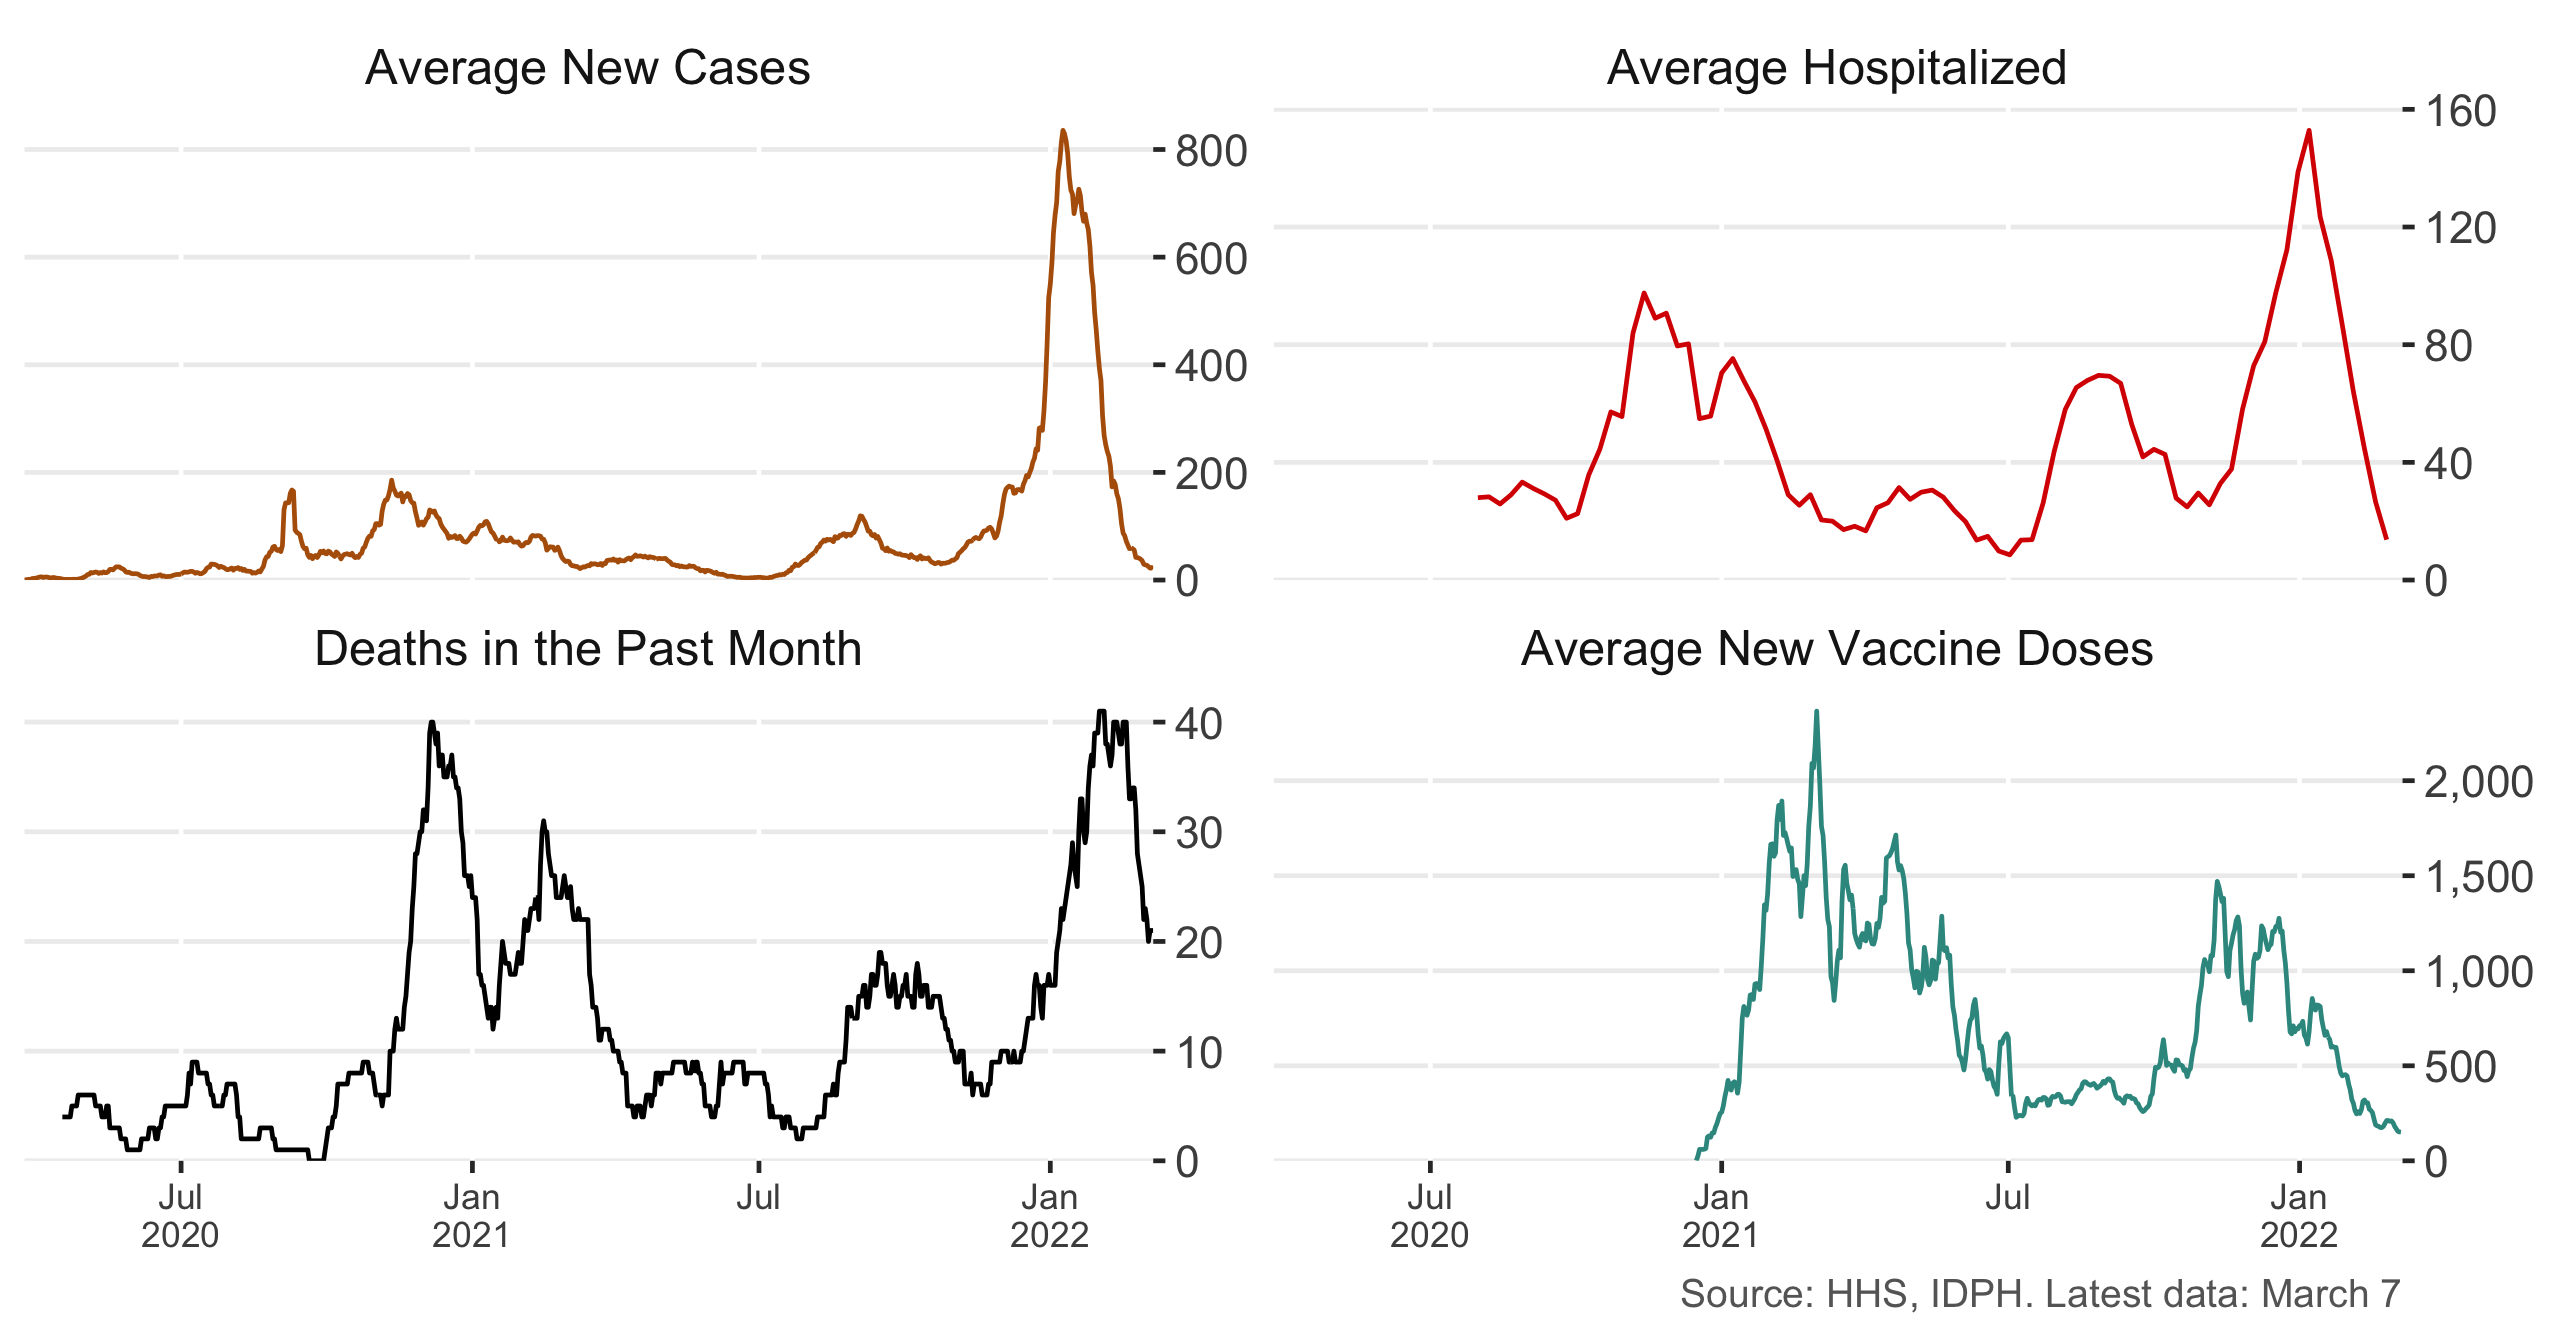 Average New Cases
800
600
400
200
0
Average Hospitalized
160
120
80
40
0
Deaths in the Past Month
40
30
20
10
0
Jul
2020
Jan
2021
Jul
Jan
2022
Average New Vaccine Doses
2,000
1,500
1,000
500
0
Jul
2020
Jan
2021
Jul
Jan
2022
Source: HHS, IDPH. Latest data: March 7